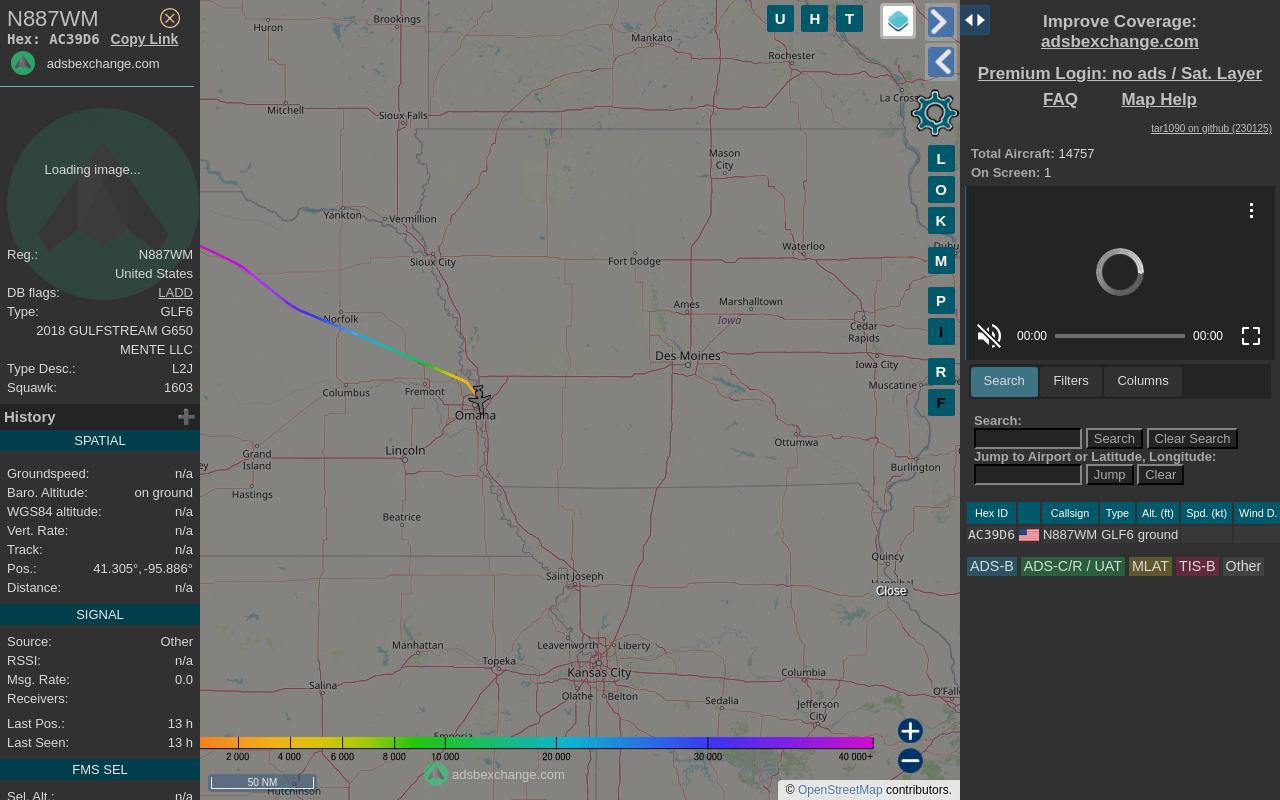 N887WM
Hex: AC39D6 Copy Link
adsbexchange.com
Loading image...
Reg.: N887WM
United States
DB flags: LADD
Type: GLF6
2018 GULFSTREAM G650
MENTE LLC
Type Desc.: L2J
Squawk: 1603
History
SPATIAL
Groundspeed: n/a
Baro. Altitude: on ground
WGS84 altitude: n/a
Vert. Rate: n/a
Track: n/a
Pos.: 41.305°, -95.886°
Distance: n/a
SIGNAL
Source: Other
RSSI: n/a
Msg. Rate: 0.0
Receivers:
Last Pos.: 13 h
Last Seen: 13 h
FMS SEL
Sel. Alt.: n/a
U H T
L
O
K
M
P
I
R
F
Huron
Brookings
Mankato
Rochester
La Cross
Mitchell
Sioux Falls
Mason
City
Yankton
Vermillion
Waterloo
Dubu
Sioux City
Fort Dodge
Ames
Marshalltown
Iowa
Norfolk
Cedar
Rapids
Des Moines
Iowa City
Columbus
Fremont
Muscatine
Omaha
Ottumwa
Grand
Island
Lincoln
ey
Burlington
Hastings
Beatrice
Quincy
Saint Joseph
Hannibal
Close
Manhattan
Leavenworth
Liberty
Topeka
Kansas City
Columbia
Salina
Olathe
Belton
Sedalia
Jefferson
City
O'Fall
Emporia
2 000 4 000 6 000 8 000 10 000 20 000 30 000 40 000+
50 NM
adsbexchange.com
Hutchinson
© OpenStreetMap contributors.
Improve Coverage:
adsbexchange.com
Premium Login: no ads / Sat. Layer
FAQ Map Help
tar1090 on github (230125)
Total Aircraft: 14757
On Screen: 1
00:00 00:00
Search Filters Columns
Search:
Search Clear Search
Jump to Airport or Latitude, Longitude:
Jump Clear
Hex ID Callsign Type Alt. (ft) Spd. (kt) Wind D.
AC39D6 N887WM GLF6 ground
ADS-B ADS-C/R / UAT MLAT TIS-B Other